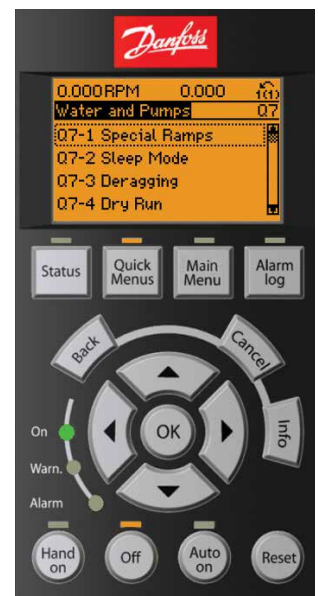 Danfoss
0.000RPM 0.000 1(1)
Water and Pumps Q7
Q7-1 Special Ramps
Q7-2 Sleep Mode
Q7-3 Deragging
Q7-4 Dry Run
Status
Quick Menus
Main Menu
Alarm log
Back
Cancel
OK
Info
On
Warn.
Alarm
Hand on
Off
Auto on
Reset